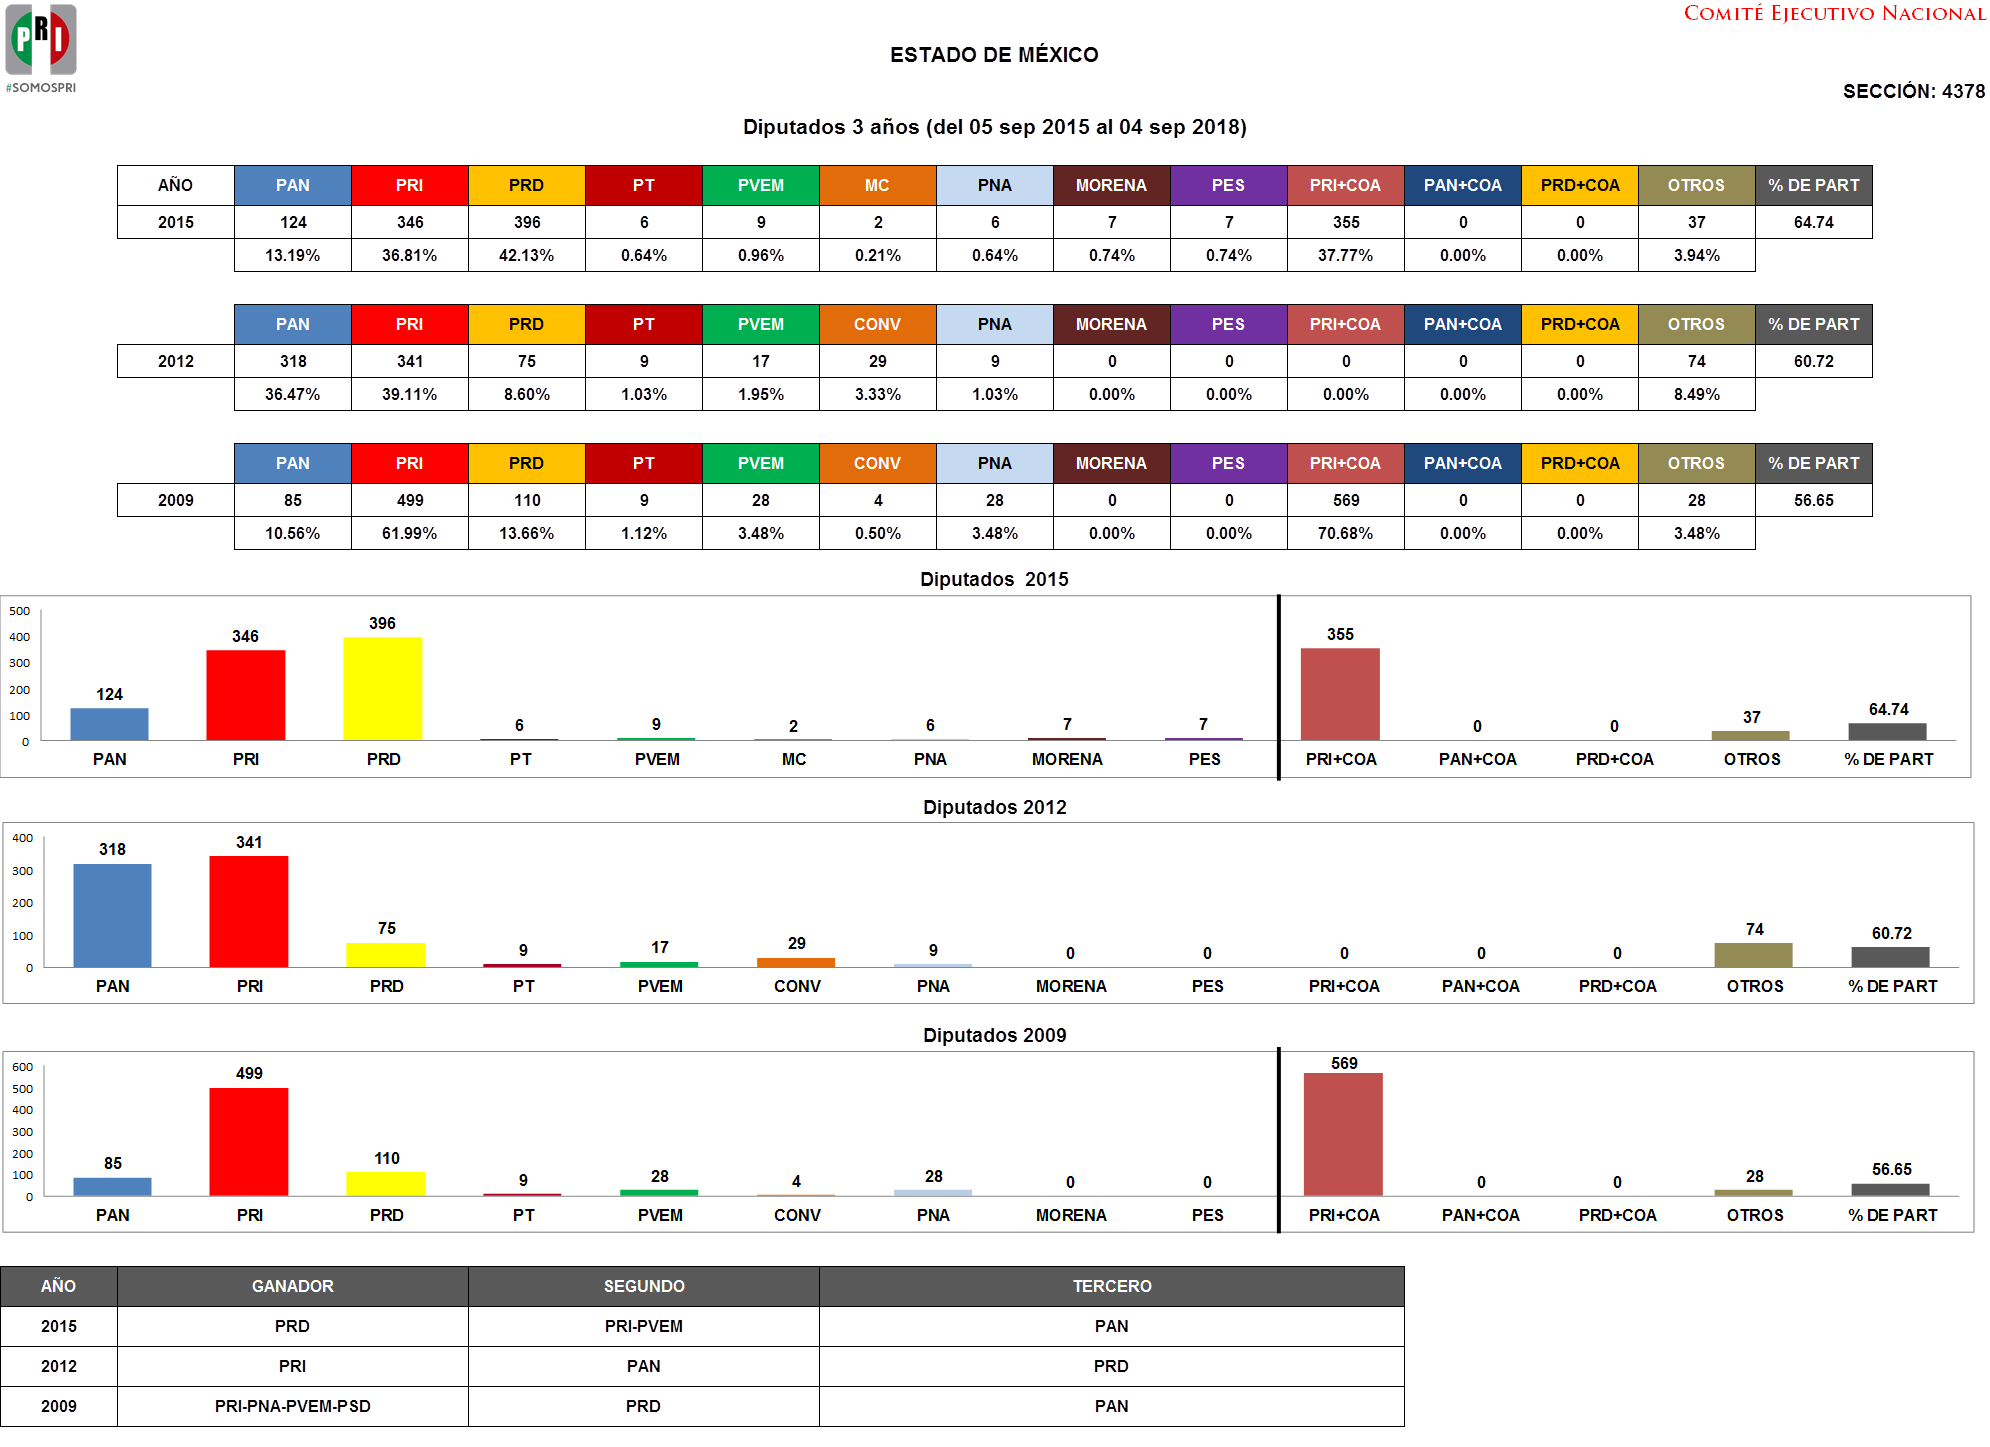 PRI
#SOMOSPRI
COMITÉ EJECUTIVO NACIONAL
ESTADO DE MÉXICO
SECCIÓN: 4378
Diputados 3 años (del 05 sep 2015 al 04 sep 2018)
AÑO PAN PRI PRD PT PVEM MC PNA MORENA PES PRI+COA PAN+COA PRD+COA OTROS % DE PART
2015 124 346 396 6 9 2 6 7 7 355 0 0 37 64.74
13.19% 36.81% 42.13% 0.64% 0.96% 0.21% 0.64% 0.74% 0.74% 37.77% 0.00% 0.00% 3.94%
PAN PRI PRD PT PVEM CONV PNA MORENA PES PRI+COA PAN+COA PRD+COA OTROS % DE PART
2012 318 341 75 9 17 29 9 0 0 0 0 0 74 60.72
36.47% 39.11% 8.60% 1.03% 1.95% 3.33% 1.03% 0.00% 0.00% 0.00% 0.00% 0.00% 8.49%
PAN PRI PRD PT PVEM CONV PNA MORENA PES PRI+COA PAN+COA PRD+COA OTROS % DE PART
2009 85 499 110 9 28 4 28 0 0 569 0 0 28 56.65
10.56% 61.99% 13.66% 1.12% 3.48% 0.50% 3.48% 0.00% 0.00% 70.68% 0.00% 0.00% 3.48%
Diputados 2015
500
400
300
200
100
0
124 346 396 6 9 2 6 7 7 355 0 0 37 64.74
PAN PRI PRD PT PVEM MC PNA MORENA PES PRI+COA PAN+COA PRD+COA OTROS % DE PART
Diputados 2012
400
300
200
100
0
318 341 75 9 17 29 9 0 0 0 0 0 74 60.72
PAN PRI PRD PT PVEM CONV PNA MORENA PES PRI+COA PAN+COA PRD+COA OTROS % DE PART
Diputados 2009
600
500
400
300
200
100
0
85 499 110 9 28 4 28 0 0 569 0 0 28 56.65
PAN PRI PRD PT PVEM CONV PNA MORENA PES PRI+COA PAN+COA PRD+COA OTROS % DE PART
AÑO GANADOR SEGUNDO TERCERO
2015 PRD PRI-PVEM PAN
2012 PRI PAN PRD
2009 PRI-PNA-PVEM-PSD PRD PAN